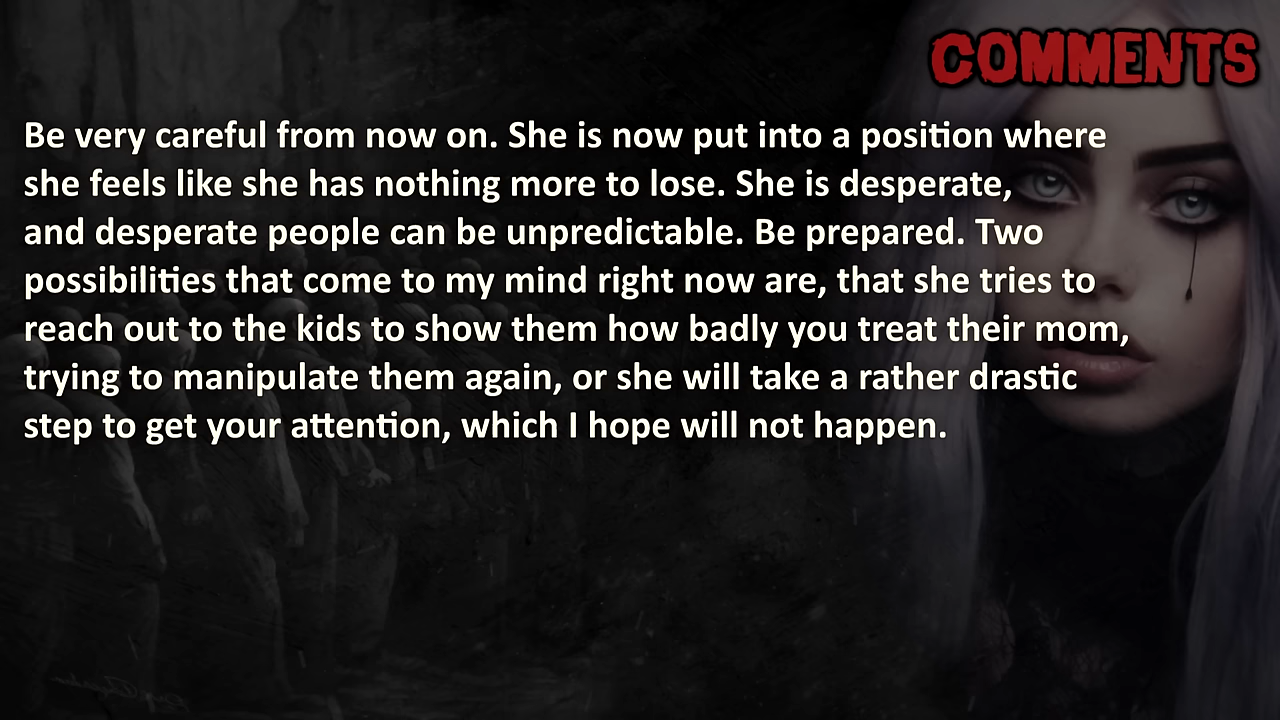 COMMENTS
Be very careful from now on. She is now put into a position where
she feels like she has nothing more to lose. She is desperate,
and desperate people can be unpredictable. Be prepared. Two
possibilities that come to my mind right now are, that she tries to
reach out to the kids to show them how badly you treat their mom,
trying to manipulate them again, or she will take a rather drastic
step to get your attention, which I hope will not happen.